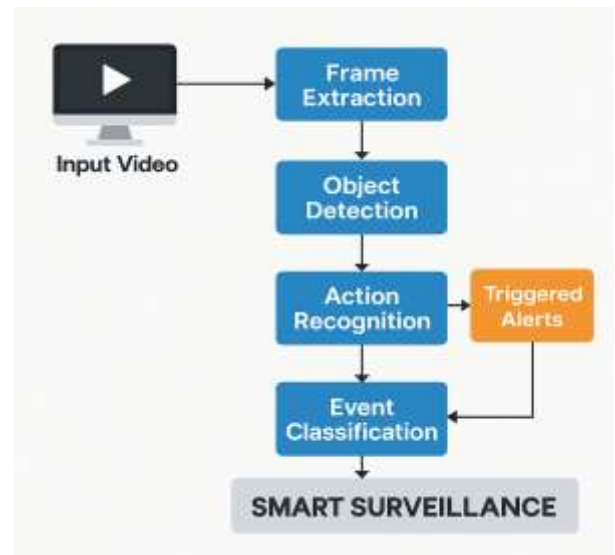 Input Video
Frame
Extraction
Object
Detection
Action
Recognition
Triggered
Alerts
Event
Classification
SMART SURVEILLANCE